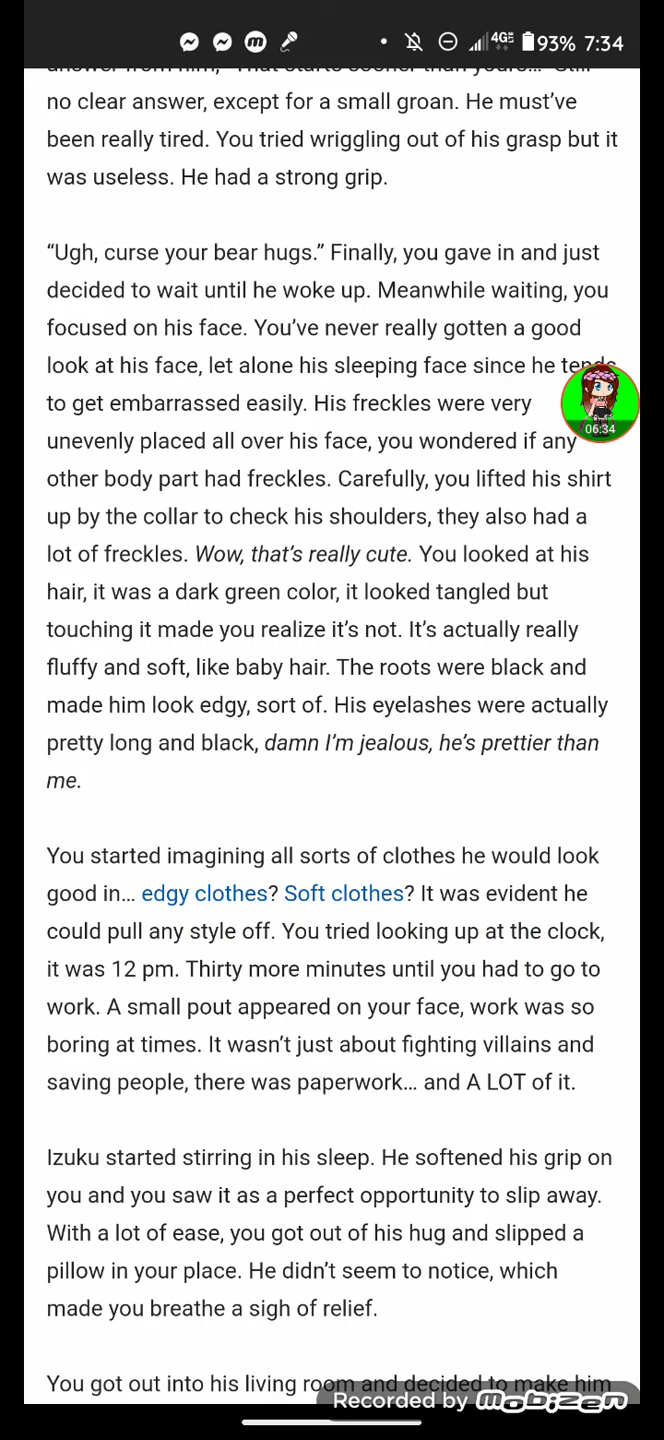 4GE 93% 7:34
answer from him, “That starts sooner than yours…” Still
no clear answer, except for a small groan. He must’ve
been really tired. You tried wriggling out of his grasp but it
was useless. He had a strong grip.
“Ugh, curse your bear hugs.” Finally, you gave in and just
decided to wait until he woke up. Meanwhile waiting, you
focused on his face. You’ve never really gotten a good
look at his face, let alone his sleeping face since he tends
to get embarrassed easily. His freckles were very
06:34
unevenly placed all over his face, you wondered if any
other body part had freckles. Carefully, you lifted his shirt
up by the collar to check his shoulders, they also had a
lot of freckles. Wow, that’s really cute. You looked at his
hair, it was a dark green color, it looked tangled but
touching it made you realize it’s not. It’s actually really
fluffy and soft, like baby hair. The roots were black and
made him look edgy, sort of. His eyelashes were actually
pretty long and black, damn I’m jealous, he’s prettier than
me.
You started imagining all sorts of clothes he would look
good in… edgy clothes? Soft clothes? It was evident he
could pull any style off. You tried looking up at the clock,
it was 12 pm. Thirty more minutes until you had to go to
work. A small pout appeared on your face, work was so
boring at times. It wasn’t just about fighting villains and
saving people, there was paperwork… and A LOT of it.
Izuku started stirring in his sleep. He softened his grip on
you and you saw it as a perfect opportunity to slip away.
With a lot of ease, you got out of his hug and slipped a
pillow in your place. He didn’t seem to notice, which
made you breathe a sigh of relief.
You got out into his living room and decided to make him
Recorded by Mobizen